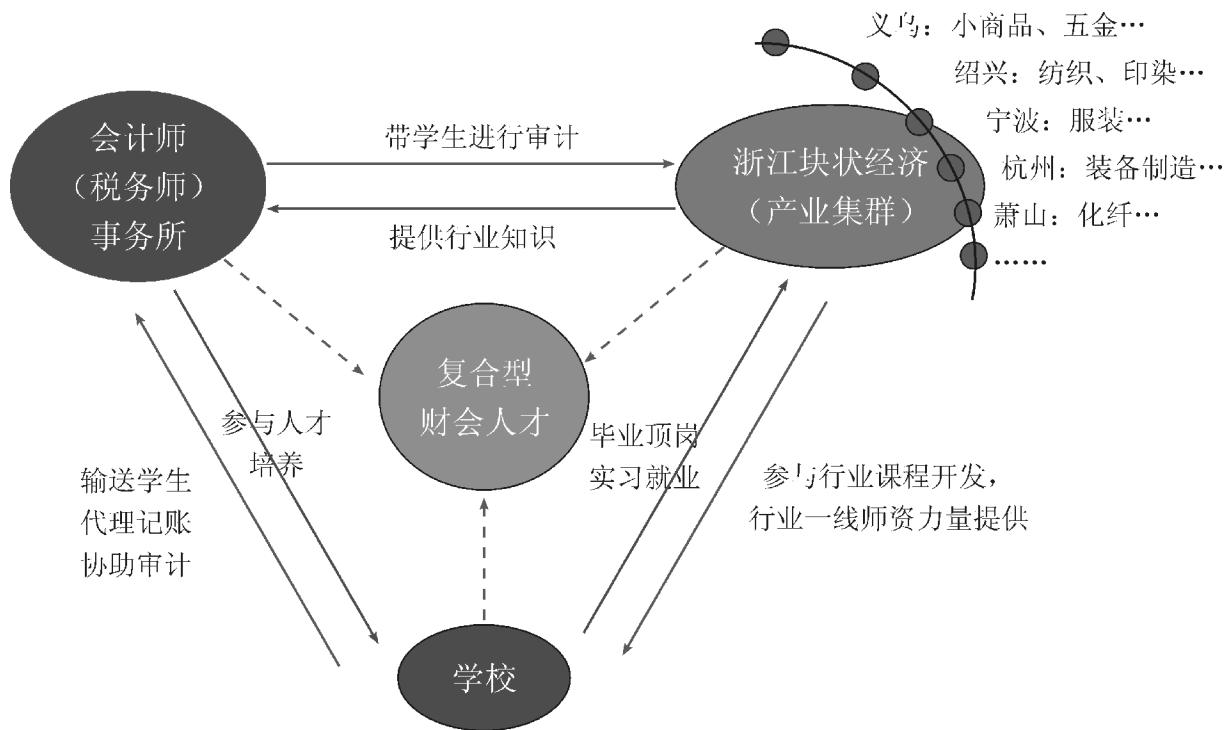 义乌：小商品、五金…
绍兴：纺织、印染…
宁波：服装…
杭州：装备制造…
萧山：化纤…
……
会计师
（税务师）
事务所
带学生进行审计
提供行业知识
浙江块状经济
（产业集群）
复合型
财会人才
参与人才
培养
输送学生
代理记账
协助审计
毕业顶岗
实习就业
参与行业课程开发，
行业一线师资力量提供
学校